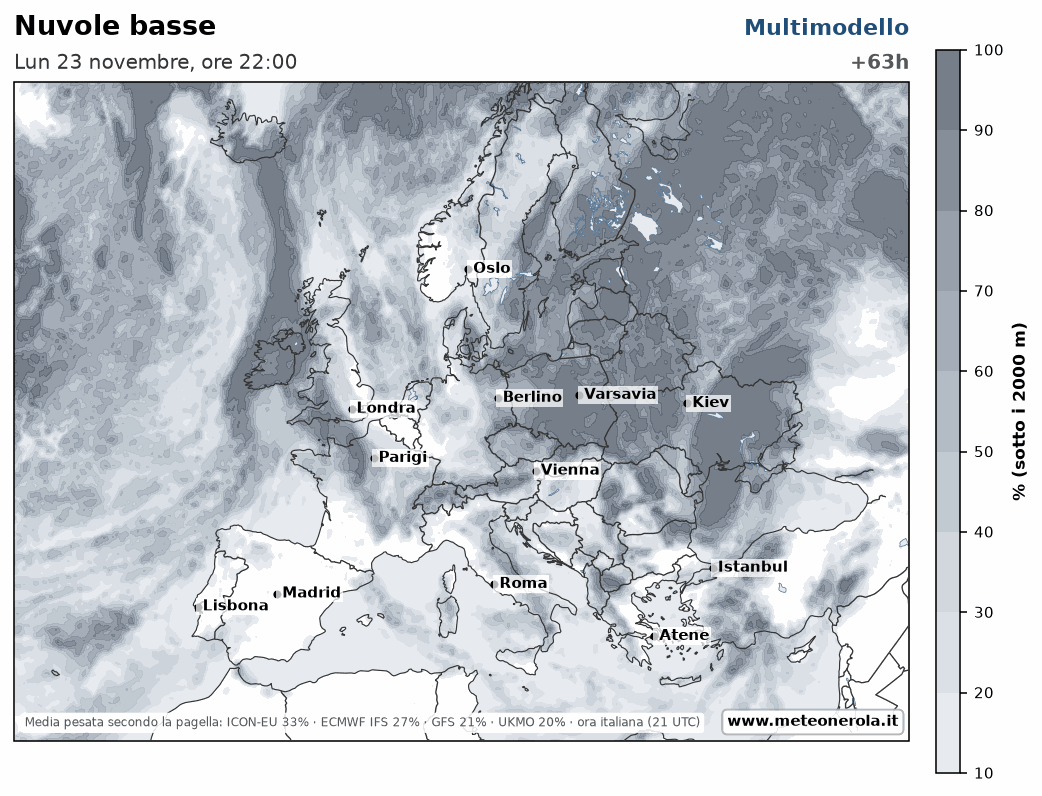 Nuvole basse
Multimodello
Lun 23 novembre, ore 22:00
+63h
100
90
80
70
60
50
40
30
20
10
% (sotto i 2000 m)
Oslo
Berlino
Varsavia
Kiev
Londra
Parigi
Vienna
Istanbul
Roma
Madrid
Lisbona
Atene
Media pesata secondo la pagella: ICON-EU 33% · ECMWF IFS 27% · GFS 21% · UKMO 20% · ora italiana (21 UTC)
www.meteonerola.it